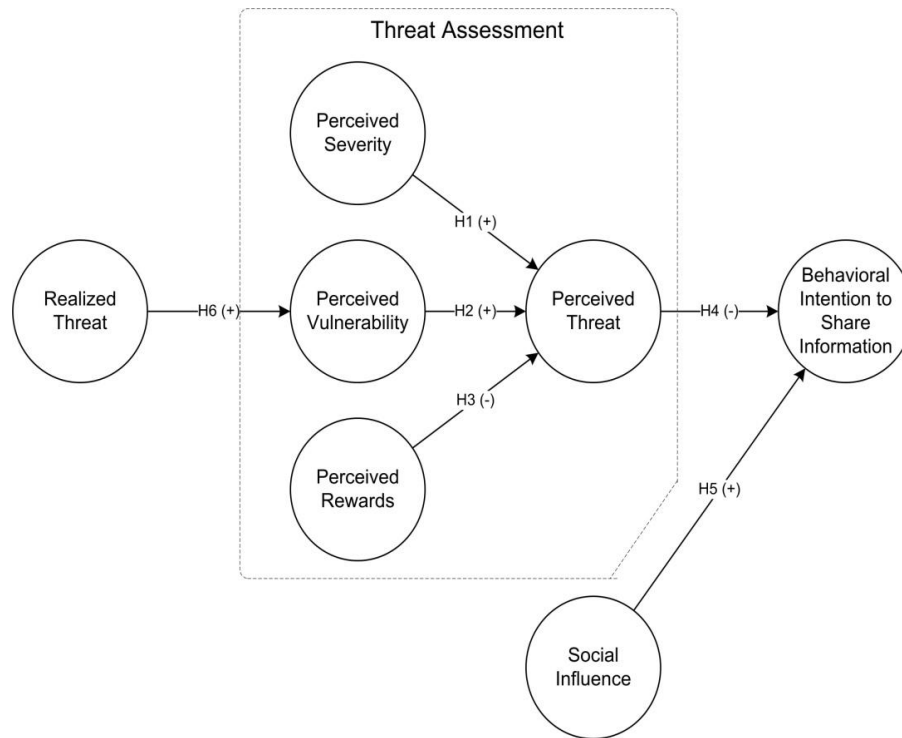 Threat Assessment
Perceived
Severity
H1 (+)
Realized
Threat
H6 (+)
Perceived
Vulnerability
H2 (+)
Perceived
Threat
H4 (-)
Behavioral
Intention to
Share
Information
H3 (-)
Perceived
Rewards
H5 (+)
Social
Influence